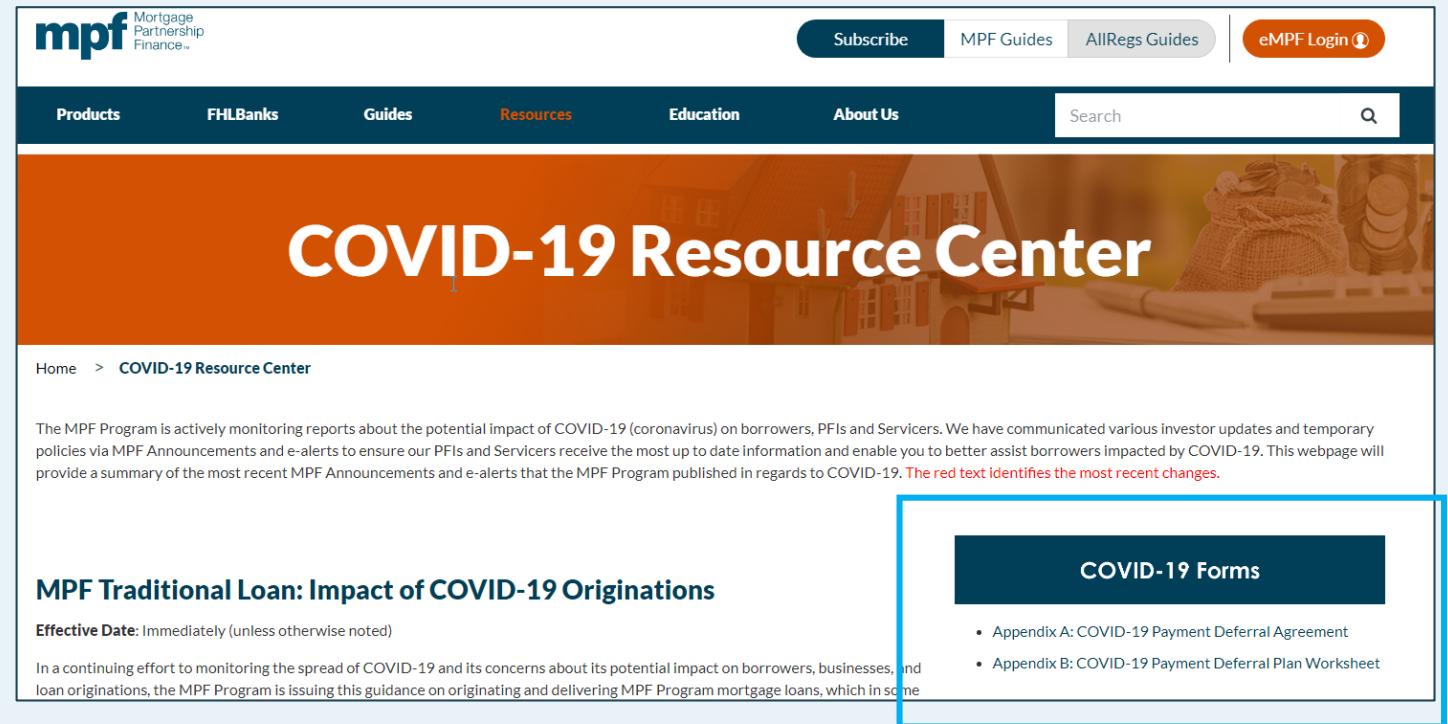 mpf Mortgage
Partnership
Finance℠
Subscribe MPF Guides AllRegs Guides eMPF Login
Products FHLBanks Guides Resources Education About Us Search
COVID-19 Resource Center
Home > COVID-19 Resource Center
The MPF Program is actively monitoring reports about the potential impact of COVID-19 (coronavirus) on borrowers, PFIs and Servicers. We have communicated various investor updates and temporary
policies via MPF Announcements and e-alerts to ensure our PFIs and Servicers receive the most up to date information and enable you to better assist borrowers impacted by COVID-19. This webpage will
provide a summary of the most recent MPF Announcements and e-alerts that the MPF Program published in regards to COVID-19. The red text identifies the most recent changes.
MPF Traditional Loan: Impact of COVID-19 Originations
Effective Date: Immediately (unless otherwise noted)
In a continuing effort to monitoring the spread of COVID-19 and its concerns about its potential impact on borrowers, businesses, and
loan originations, the MPF Program is issuing this guidance on originating and delivering MPF Program mortgage loans, which in some
COVID-19 Forms
• Appendix A: COVID-19 Payment Deferral Agreement
• Appendix B: COVID-19 Payment Deferral Plan Worksheet